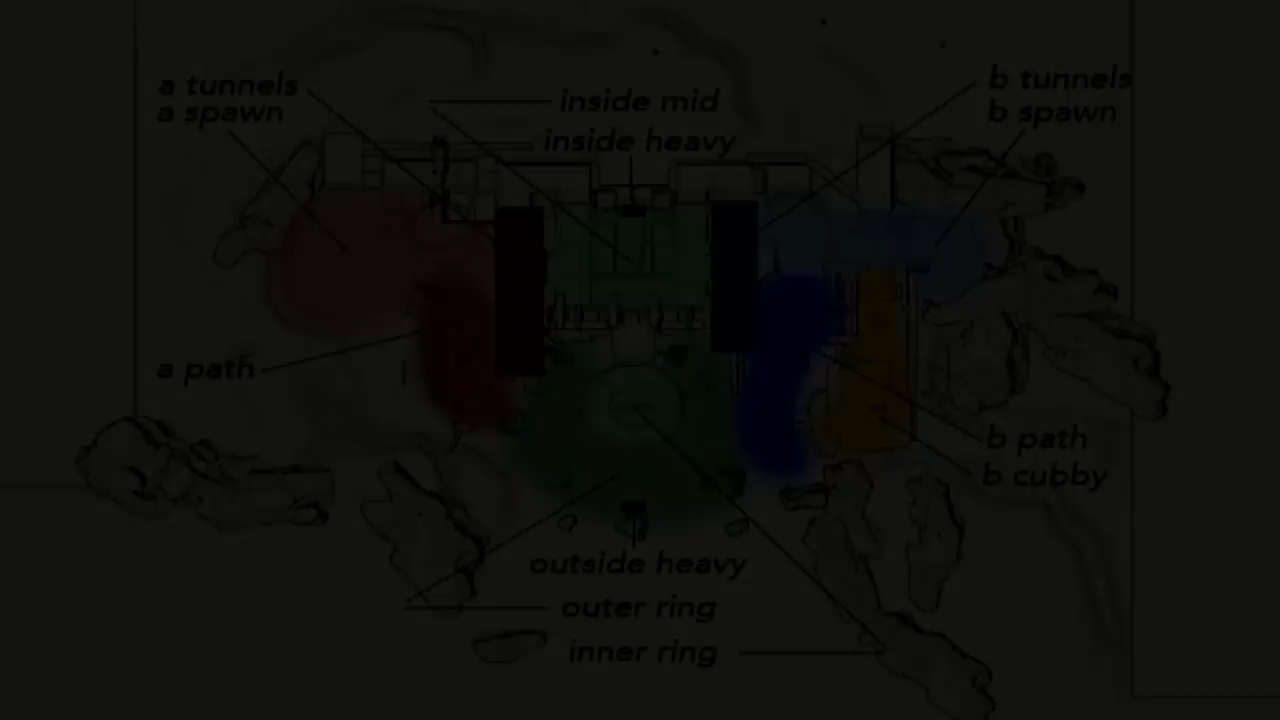 a tunnels
a spawn
inside mid
inside heavy
b tunnels
b spawn
a path
b path
b cubby
outside heavy
outer ring
inner ring